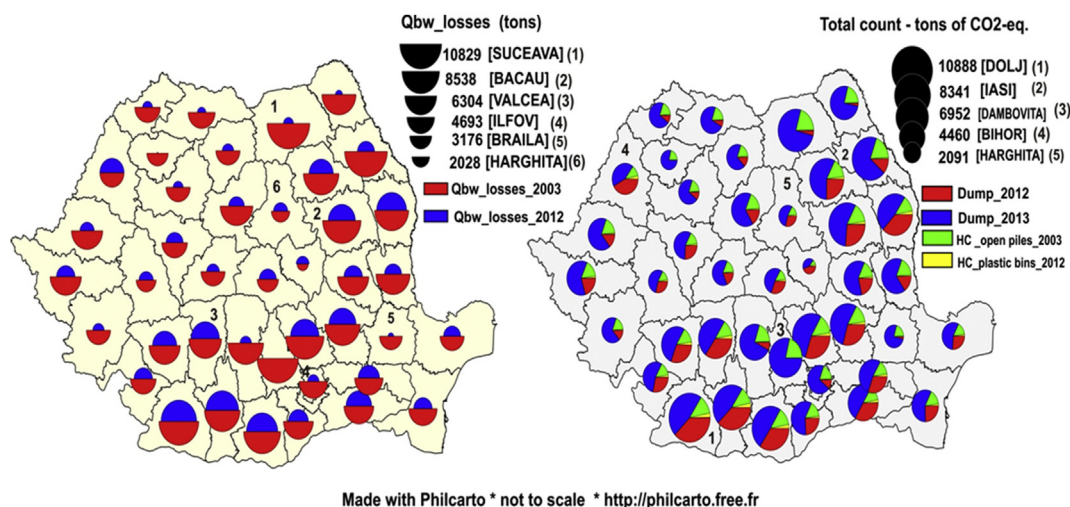 Qbw_losses (tons)
10829 [SUCEAVA] (1)
8538 [BACAU] (2)
6304 [VALCEA] (3)
4693 [ILFOV] (4)
3176 [BRAILA] (5)
2028 [HARGHITA] (6)
Qbw_losses_2003
Qbw_losses_2012
1
6
2
3
5
4
Total count - tons of CO2-eq.
10888 [DOLJ] (1)
8341 [IASI] (2)
6952 [DAMBOVITA] (3)
4460 [BIHOR] (4)
2091 [HARGHITA] (5)
Dump_2012
Dump_2013
HC_open piles_2003
HC_plastic bins_2012
4
2
5
3
1
Made with Philcarto * not to scale * http://philcarto.free.fr